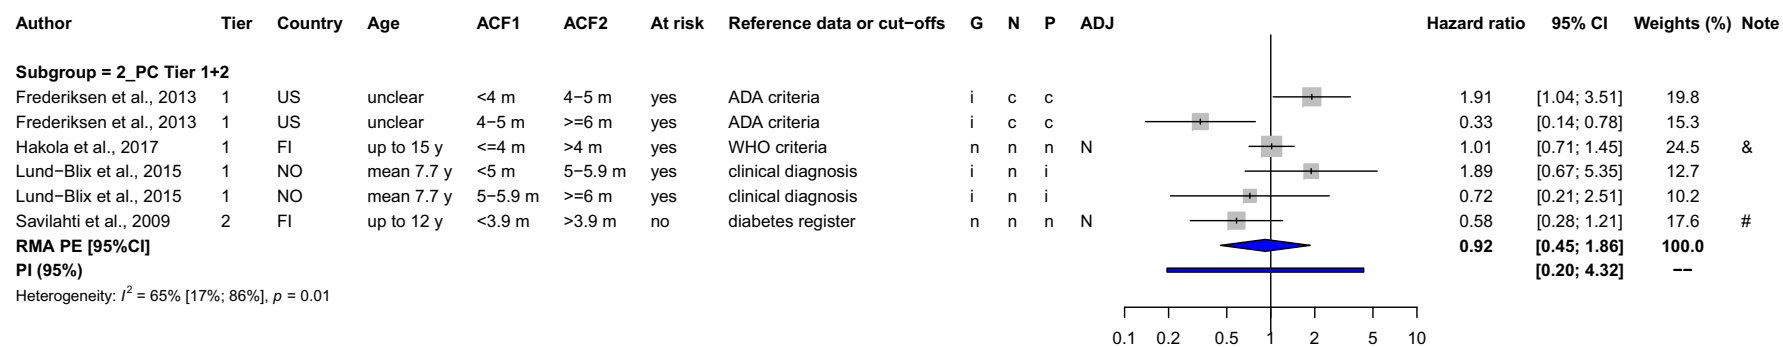 Author Tier Country Age ACF1 ACF2 At risk Reference data or cut−offs G N P ADJ Hazard ratio 95% CI Weights (%) Note
Subgroup = 2_PC Tier 1+2
Frederiksen et al., 2013 1 US unclear <4 m 4−5 m yes ADA criteria i c c 1.91 [1.04; 3.51] 19.8
Frederiksen et al., 2013 1 US unclear 4−5 m >=6 m yes ADA criteria i c c 0.33 [0.14; 0.78] 15.3
Hakola et al., 2017 1 FI up to 15 y <=4 m >4 m yes WHO criteria n n n N 1.01 [0.71; 1.45] 24.5 &
Lund−Blix et al., 2015 1 NO mean 7.7 y <5 m 5−5.9 m yes clinical diagnosis i n i 1.89 [0.67; 5.35] 12.7
Lund−Blix et al., 2015 1 NO mean 7.7 y 5−5.9 m >=6 m yes clinical diagnosis i n i 0.72 [0.21; 2.51] 10.2
Savilahti et al., 2009 2 FI up to 12 y <3.9 m >3.9 m no diabetes register n n n N 0.58 [0.28; 1.21] 17.6 #
RMA PE [95%CI] 0.92 [0.45; 1.86] 100.0
PI (95%) [0.20; 4.32] −−
Heterogeneity: I² = 65% [17%; 86%], p = 0.01
0.1 0.2 0.5 1 2 5 10